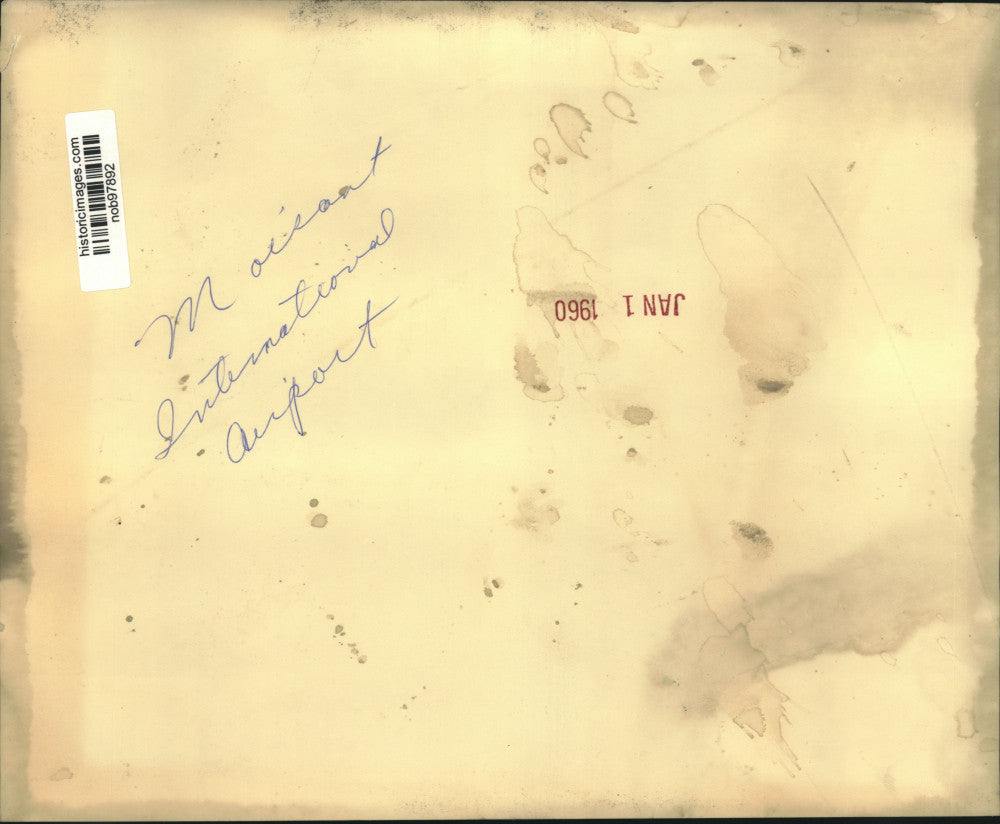 historicimages.com
nob97892
Moisant
International
Airport
JAN 1 1960